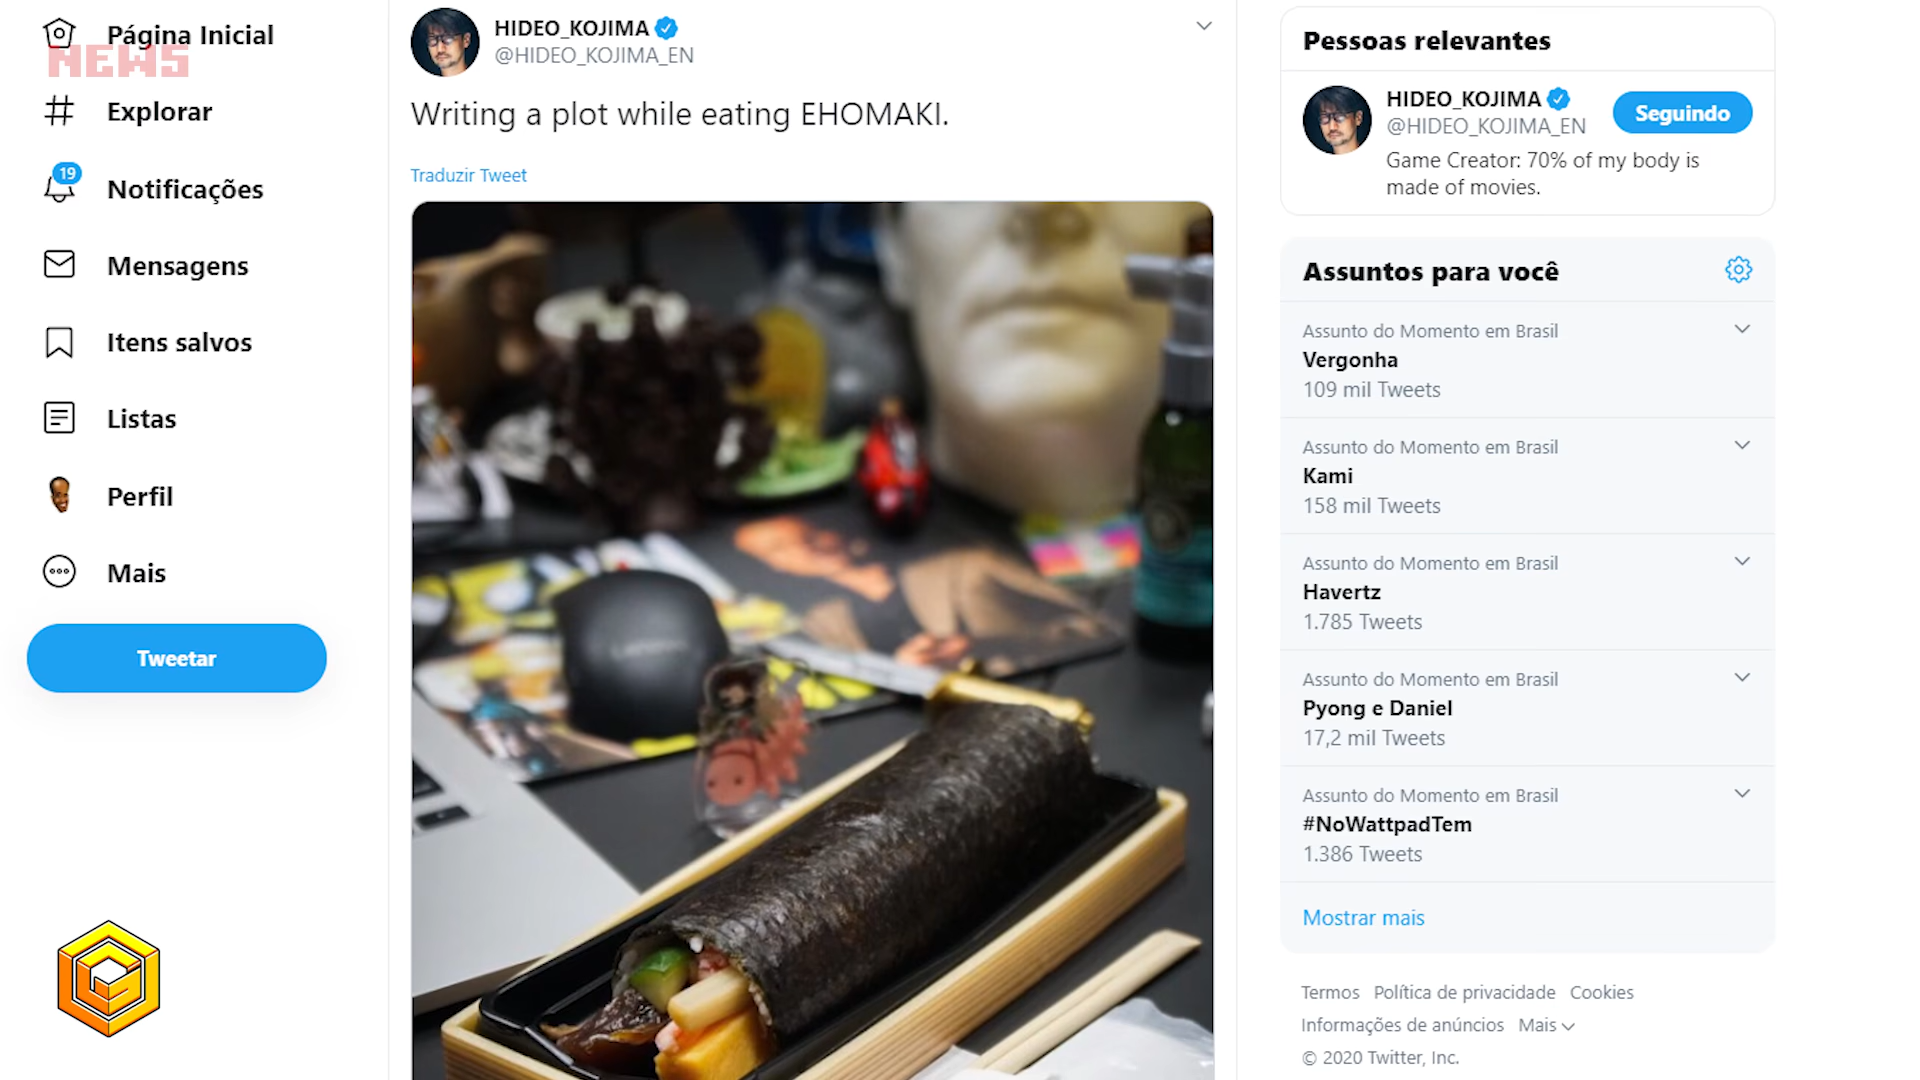 Página Inicial
NEWS
Explorar
19
Notificações
Mensagens
Itens salvos
Listas
Perfil
Mais
Tweetar
HIDEO_KOJIMA
@HIDEO_KOJIMA_EN
Writing a plot while eating EHOMAKI.
Traduzir Tweet
Pessoas relevantes
HIDEO_KOJIMA
@HIDEO_KOJIMA_EN
Seguindo
Game Creator: 70% of my body is
made of movies.
Assuntos para você
Assunto do Momento em Brasil
Vergonha
109 mil Tweets
Assunto do Momento em Brasil
Kami
158 mil Tweets
Assunto do Momento em Brasil
Havertz
1.785 Tweets
Assunto do Momento em Brasil
Pyong e Daniel
17,2 mil Tweets
Assunto do Momento em Brasil
#NoWattpadTem
1.386 Tweets
Mostrar mais
Termos Política de privacidade Cookies
Informações de anúncios Mais
© 2020 Twitter, Inc.